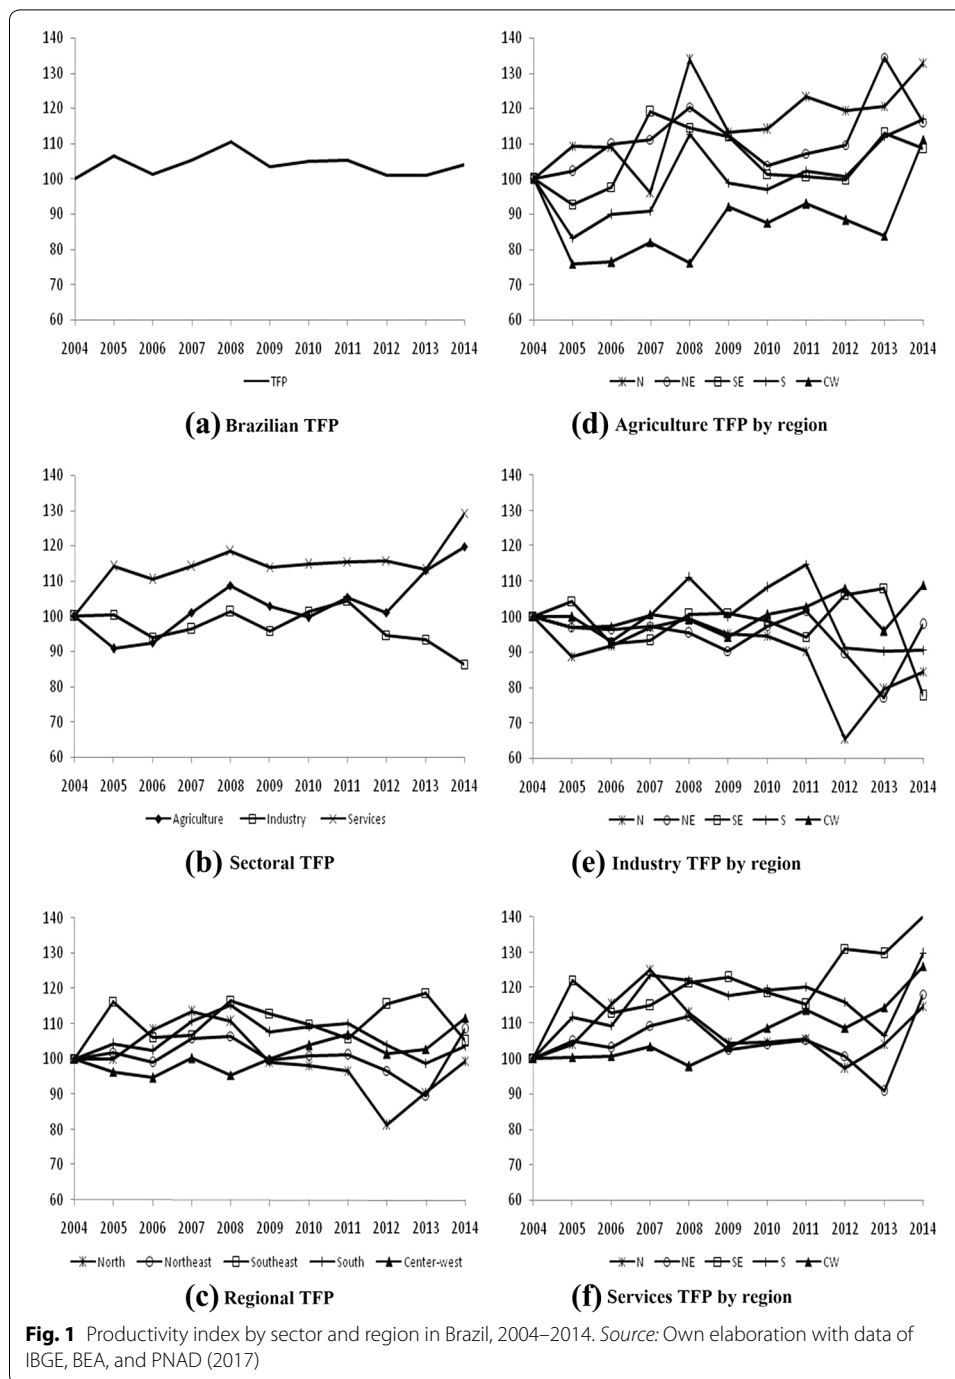 140
130
120
110
100
90
80
70
60
2004 2005 2006 2007 2008 2009 2010 2011 2012 2013 2014
TFP
(a) Brazilian TFP
140
130
120
110
100
90
80
70
60
2004 2005 2006 2007 2008 2009 2010 2011 2012 2013 2014
N NE SE S CW
(d) Agriculture TFP by region
140
130
120
110
100
90
80
70
60
2004 2005 2006 2007 2008 2009 2010 2011 2012 2013 2014
Agriculture Industry Services
(b) Sectoral TFP
140
130
120
110
100
90
80
70
60
2004 2005 2006 2007 2008 2009 2010 2011 2012 2013 2014
N NE SE S CW
(e) Industry TFP by region
140
130
120
110
100
90
80
70
60
2004 2005 2006 2007 2008 2009 2010 2011 2012 2013 2014
North Northeast Southeast South Center-west
(c) Regional TFP
140
130
120
110
100
90
80
70
60
2004 2005 2006 2007 2008 2009 2010 2011 2012 2013 2014
N NE SE S CW
(f) Services TFP by region
Fig. 1 Productivity index by sector and region in Brazil, 2004–2014. Source: Own elaboration with data of
IBGE, BEA, and PNAD (2017)